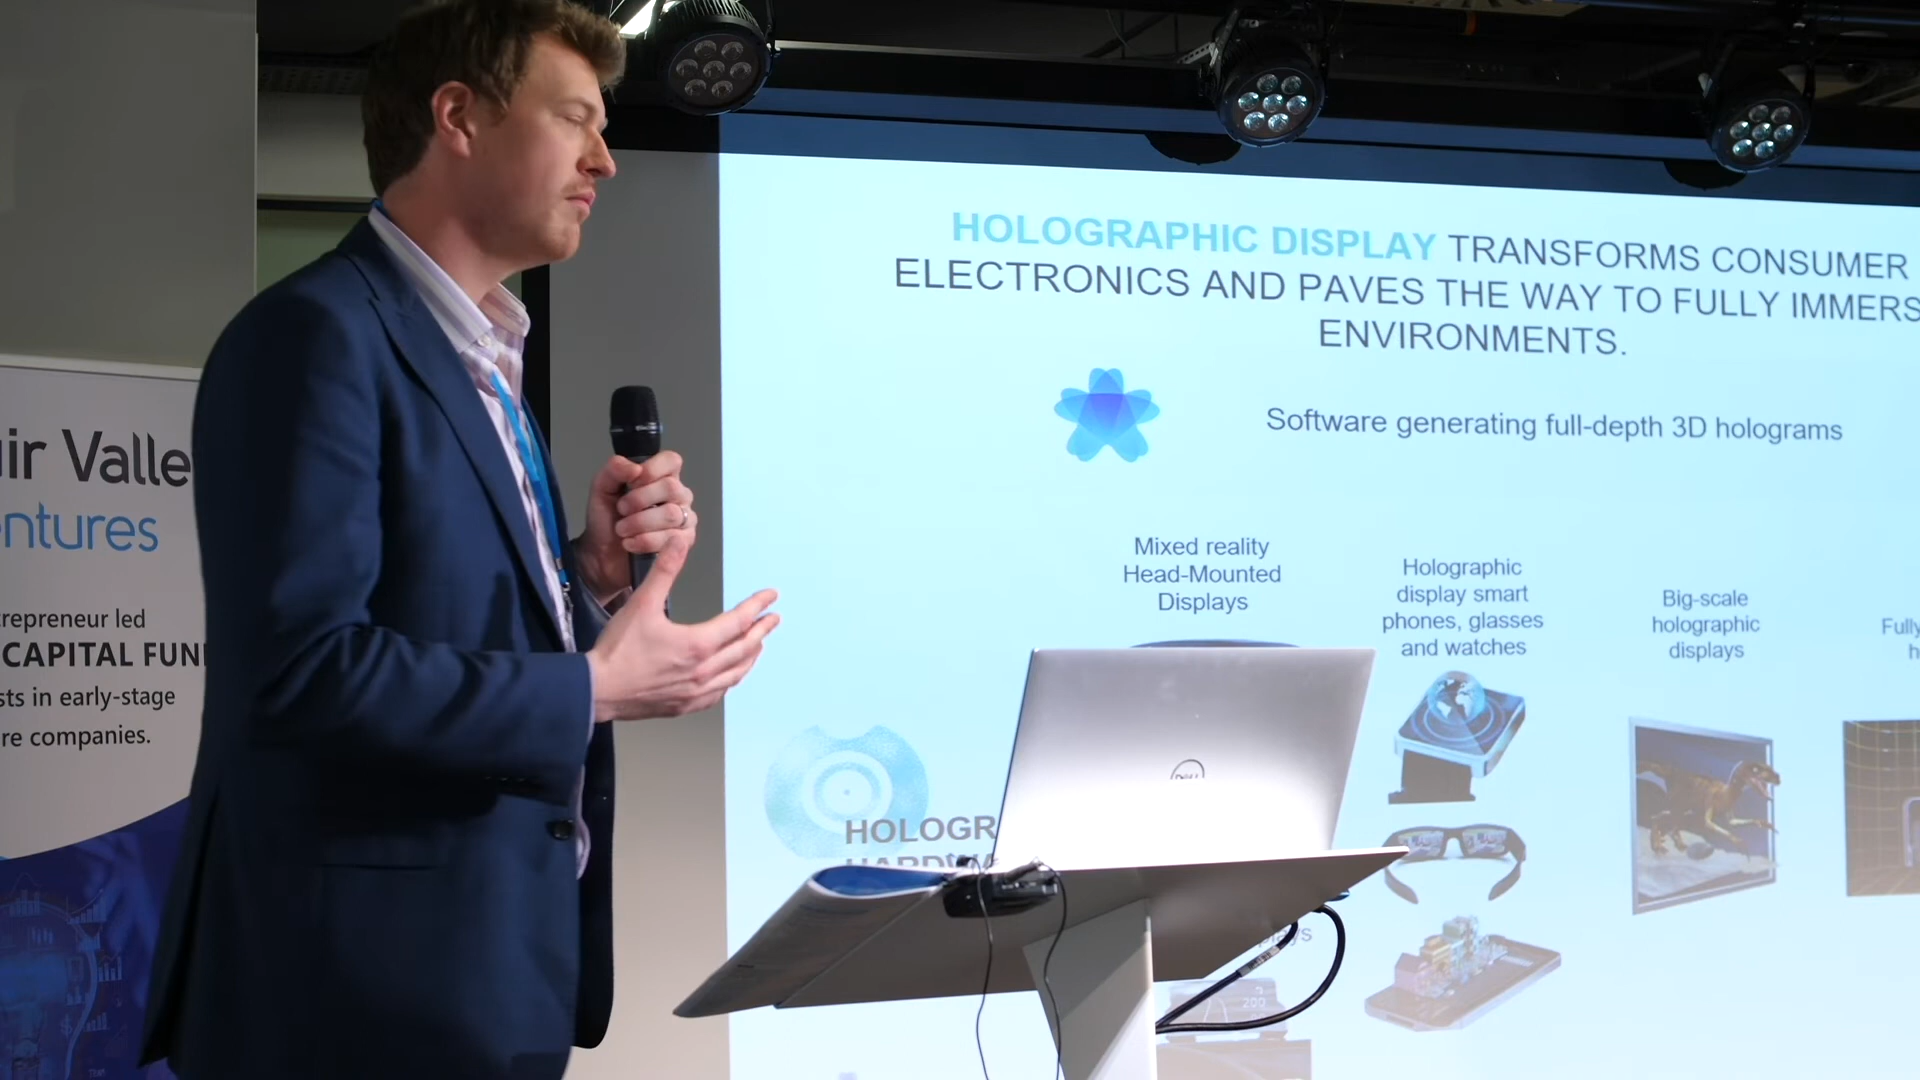 ir Valle
ntures
repreneur led
CAPITAL FUN
sts in early-stage
re companies.
HOLOGRAPHIC DISPLAY TRANSFORMS CONSUMER
ELECTRONICS AND PAVES THE WAY TO FULLY IMMERS
ENVIRONMENTS.
Software generating full-depth 3D holograms
Mixed reality
Head-Mounted
Displays
Holographic
display smart
phones, glasses
and watches
Big-scale
holographic
displays
Fully
h
HOLOGR
DELL
200